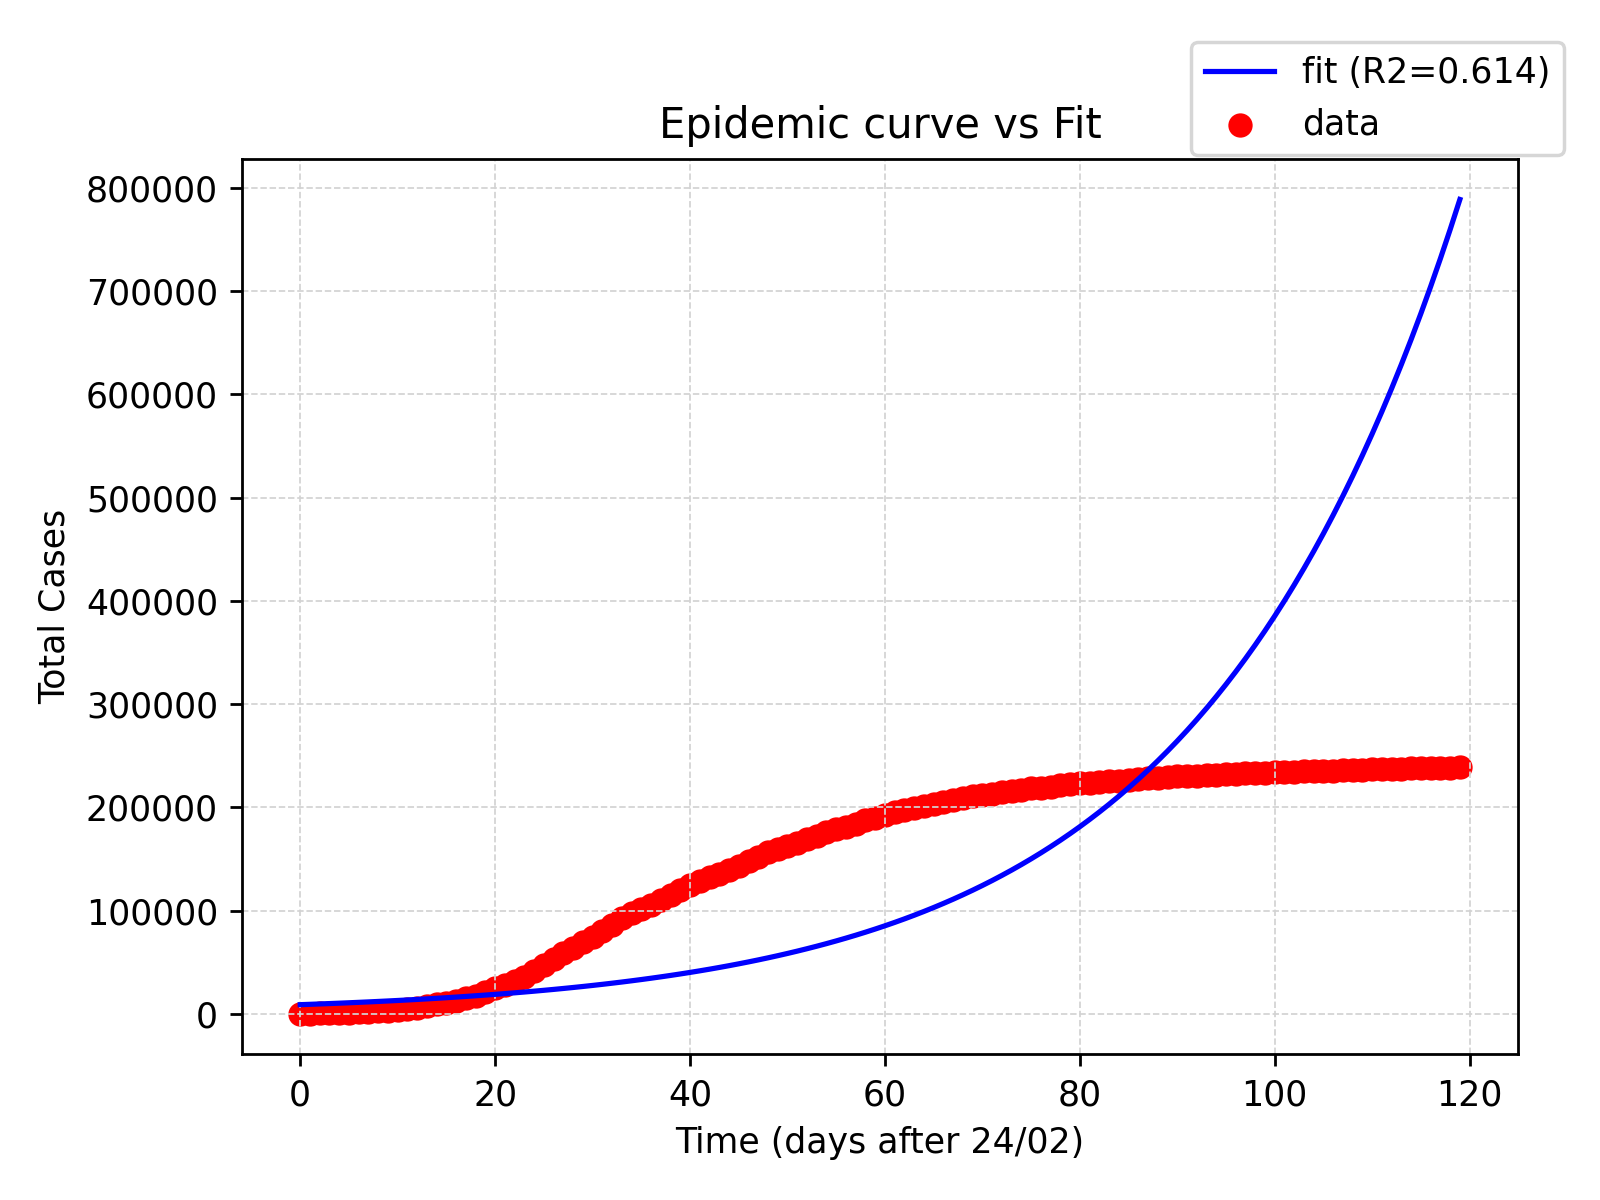 fit (R2=0.614)
data
Epidemic curve vs Fit
800000
700000
600000
500000
400000
300000
200000
100000
0
Total Cases
0 20 40 60 80 100 120
Time (days after 24/02)